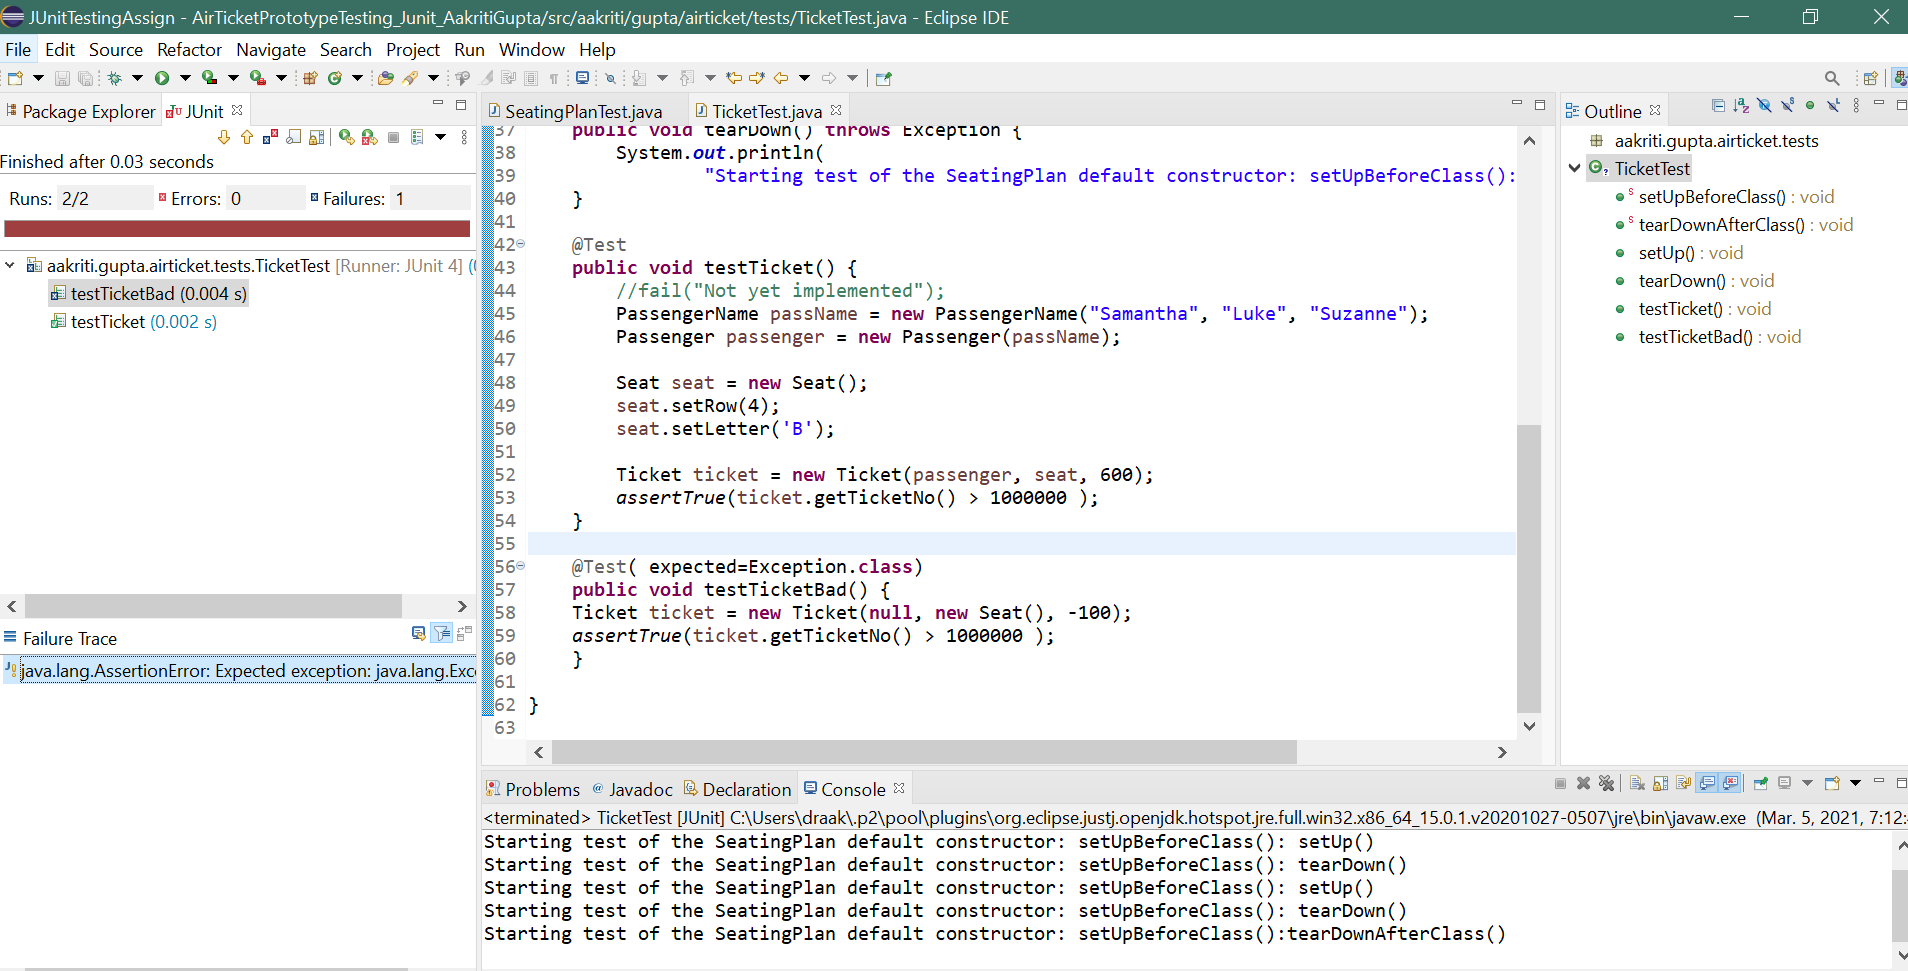 JUnitTestingAssign - AirTicketPrototypeTesting_Junit_AakritiGupta/src/aakriti/gupta/airticket/tests/TicketTest.java - Eclipse IDE
File Edit Source Refactor Navigate Search Project Run Window Help
Package Explorer JUnit
Finished after 0.03 seconds
Runs: 2/2 Errors: 0 Failures: 1
aakriti.gupta.airticket.tests.TicketTest [Runner: JUnit 4] (
testTicketBad (0.004 s)
testTicket (0.002 s)
Failure Trace
java.lang.AssertionError: Expected exception: java.lang.Exc
SeatingPlanTest.java TicketTest.java
37 public void tearDown() throws Exception {
38 System.out.println(
39 "Starting test of the SeatingPlan default constructor: setUpBeforeClass():
40 }
41
42 @Test
43 public void testTicket() {
44 //fail("Not yet implemented");
45 PassengerName passName = new PassengerName("Samantha", "Luke", "Suzanne");
46 Passenger passenger = new Passenger(passName);
47
48 Seat seat = new Seat();
49 seat.setRow(4);
50 seat.setLetter('B');
51
52 Ticket ticket = new Ticket(passenger, seat, 600);
53 assertTrue(ticket.getTicketNo() > 1000000 );
54 }
55
56 @Test( expected=Exception.class)
57 public void testTicketBad() {
58 Ticket ticket = new Ticket(null, new Seat(), -100);
59 assertTrue(ticket.getTicketNo() > 1000000 );
60 }
61
62 }
63
Outline
aakriti.gupta.airticket.tests
TicketTest
setUpBeforeClass() : void
tearDownAfterClass() : void
setUp() : void
tearDown() : void
testTicket() : void
testTicketBad() : void
Problems Javadoc Declaration Console
<terminated> TicketTest [JUnit] C:\Users\draak\.p2\pool\plugins\org.eclipse.justj.openjdk.hotspot.jre.full.win32.x86_64_15.0.1.v20201027-0507\jre\bin\javaw.exe (Mar. 5, 2021, 7:12:
Starting test of the SeatingPlan default constructor: setUpBeforeClass(): setUp()
Starting test of the SeatingPlan default constructor: setUpBeforeClass(): tearDown()
Starting test of the SeatingPlan default constructor: setUpBeforeClass(): setUp()
Starting test of the SeatingPlan default constructor: setUpBeforeClass(): tearDown()
Starting test of the SeatingPlan default constructor: setUpBeforeClass():tearDownAfterClass()